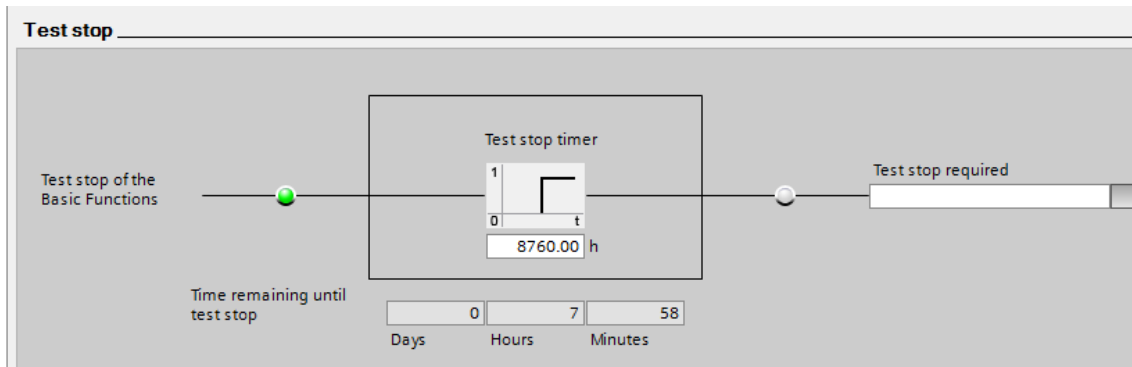 Test stop
Test stop timer
1
0 t
8760.00 h
Test stop of the
Basic Functions
Test stop required
Time remaining until
test stop
0 7 58
Days Hours Minutes